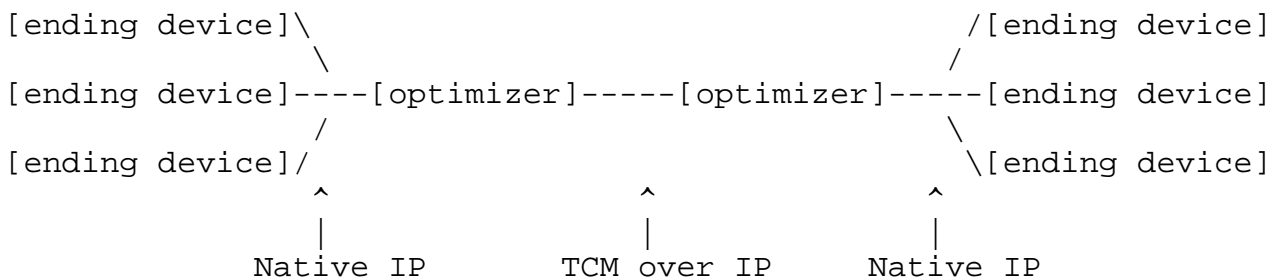 [ending device]\                              /[ending device]
\                            /
[ending device]----[optimizer]-----[optimizer]-----[ending device]
/                            \
[ending device]/                              \[ending device]
^                ^              ^
|                |              |
Native IP      TCM over IP     Native IP